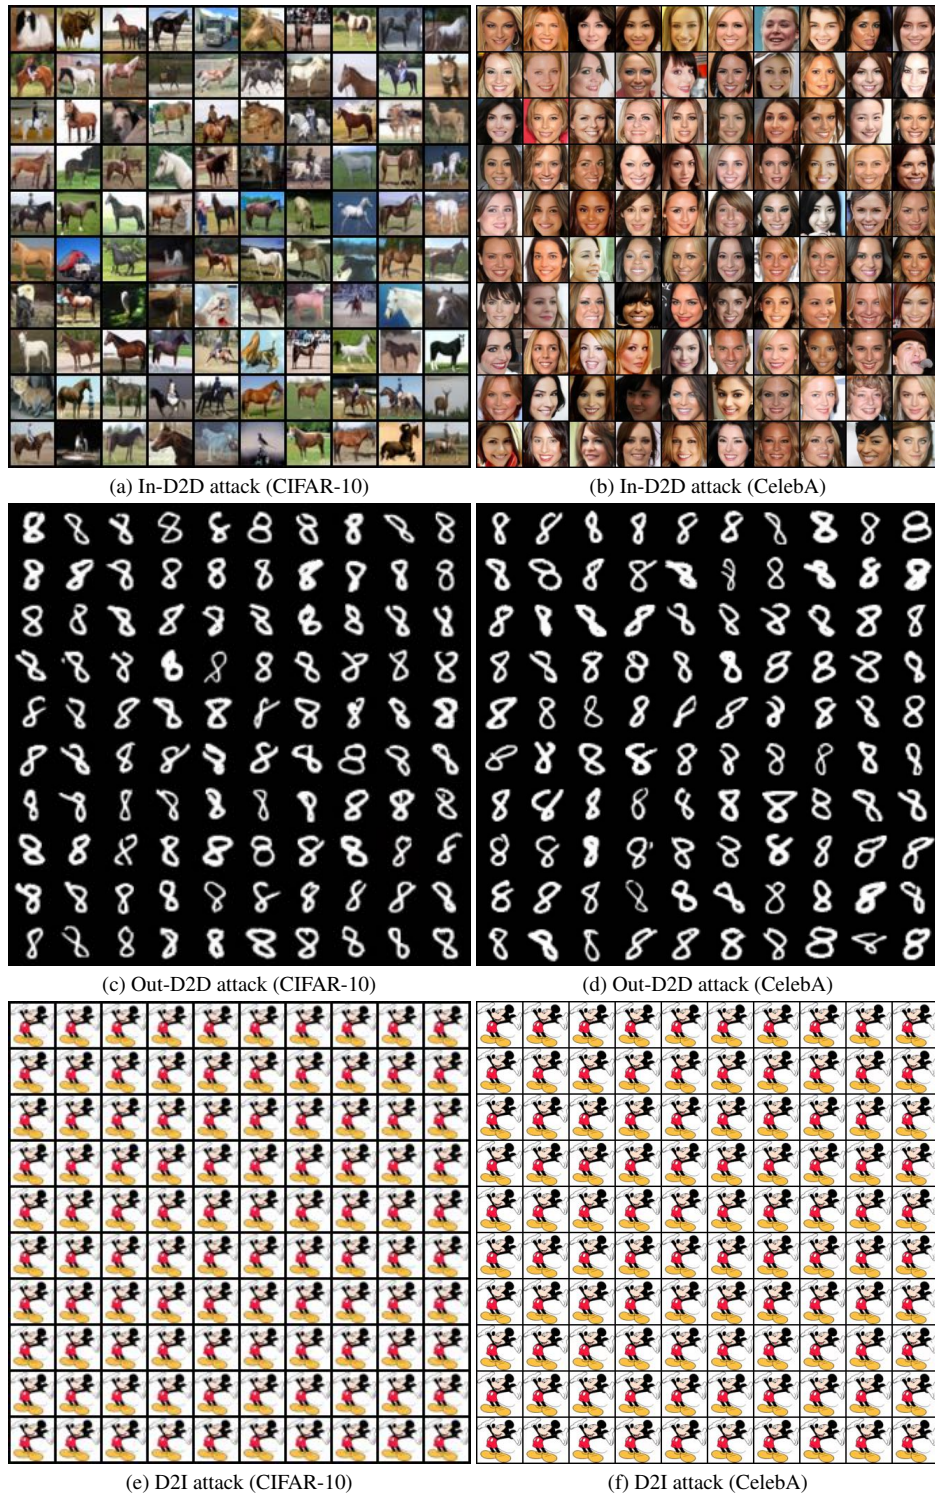 (a) In-D2D attack (CIFAR-10)
(b) In-D2D attack (CelebA)
(c) Out-D2D attack (CIFAR-10)
(d) Out-D2D attack (CelebA)
(e) D2I attack (CIFAR-10)
(f) D2I attack (CelebA)